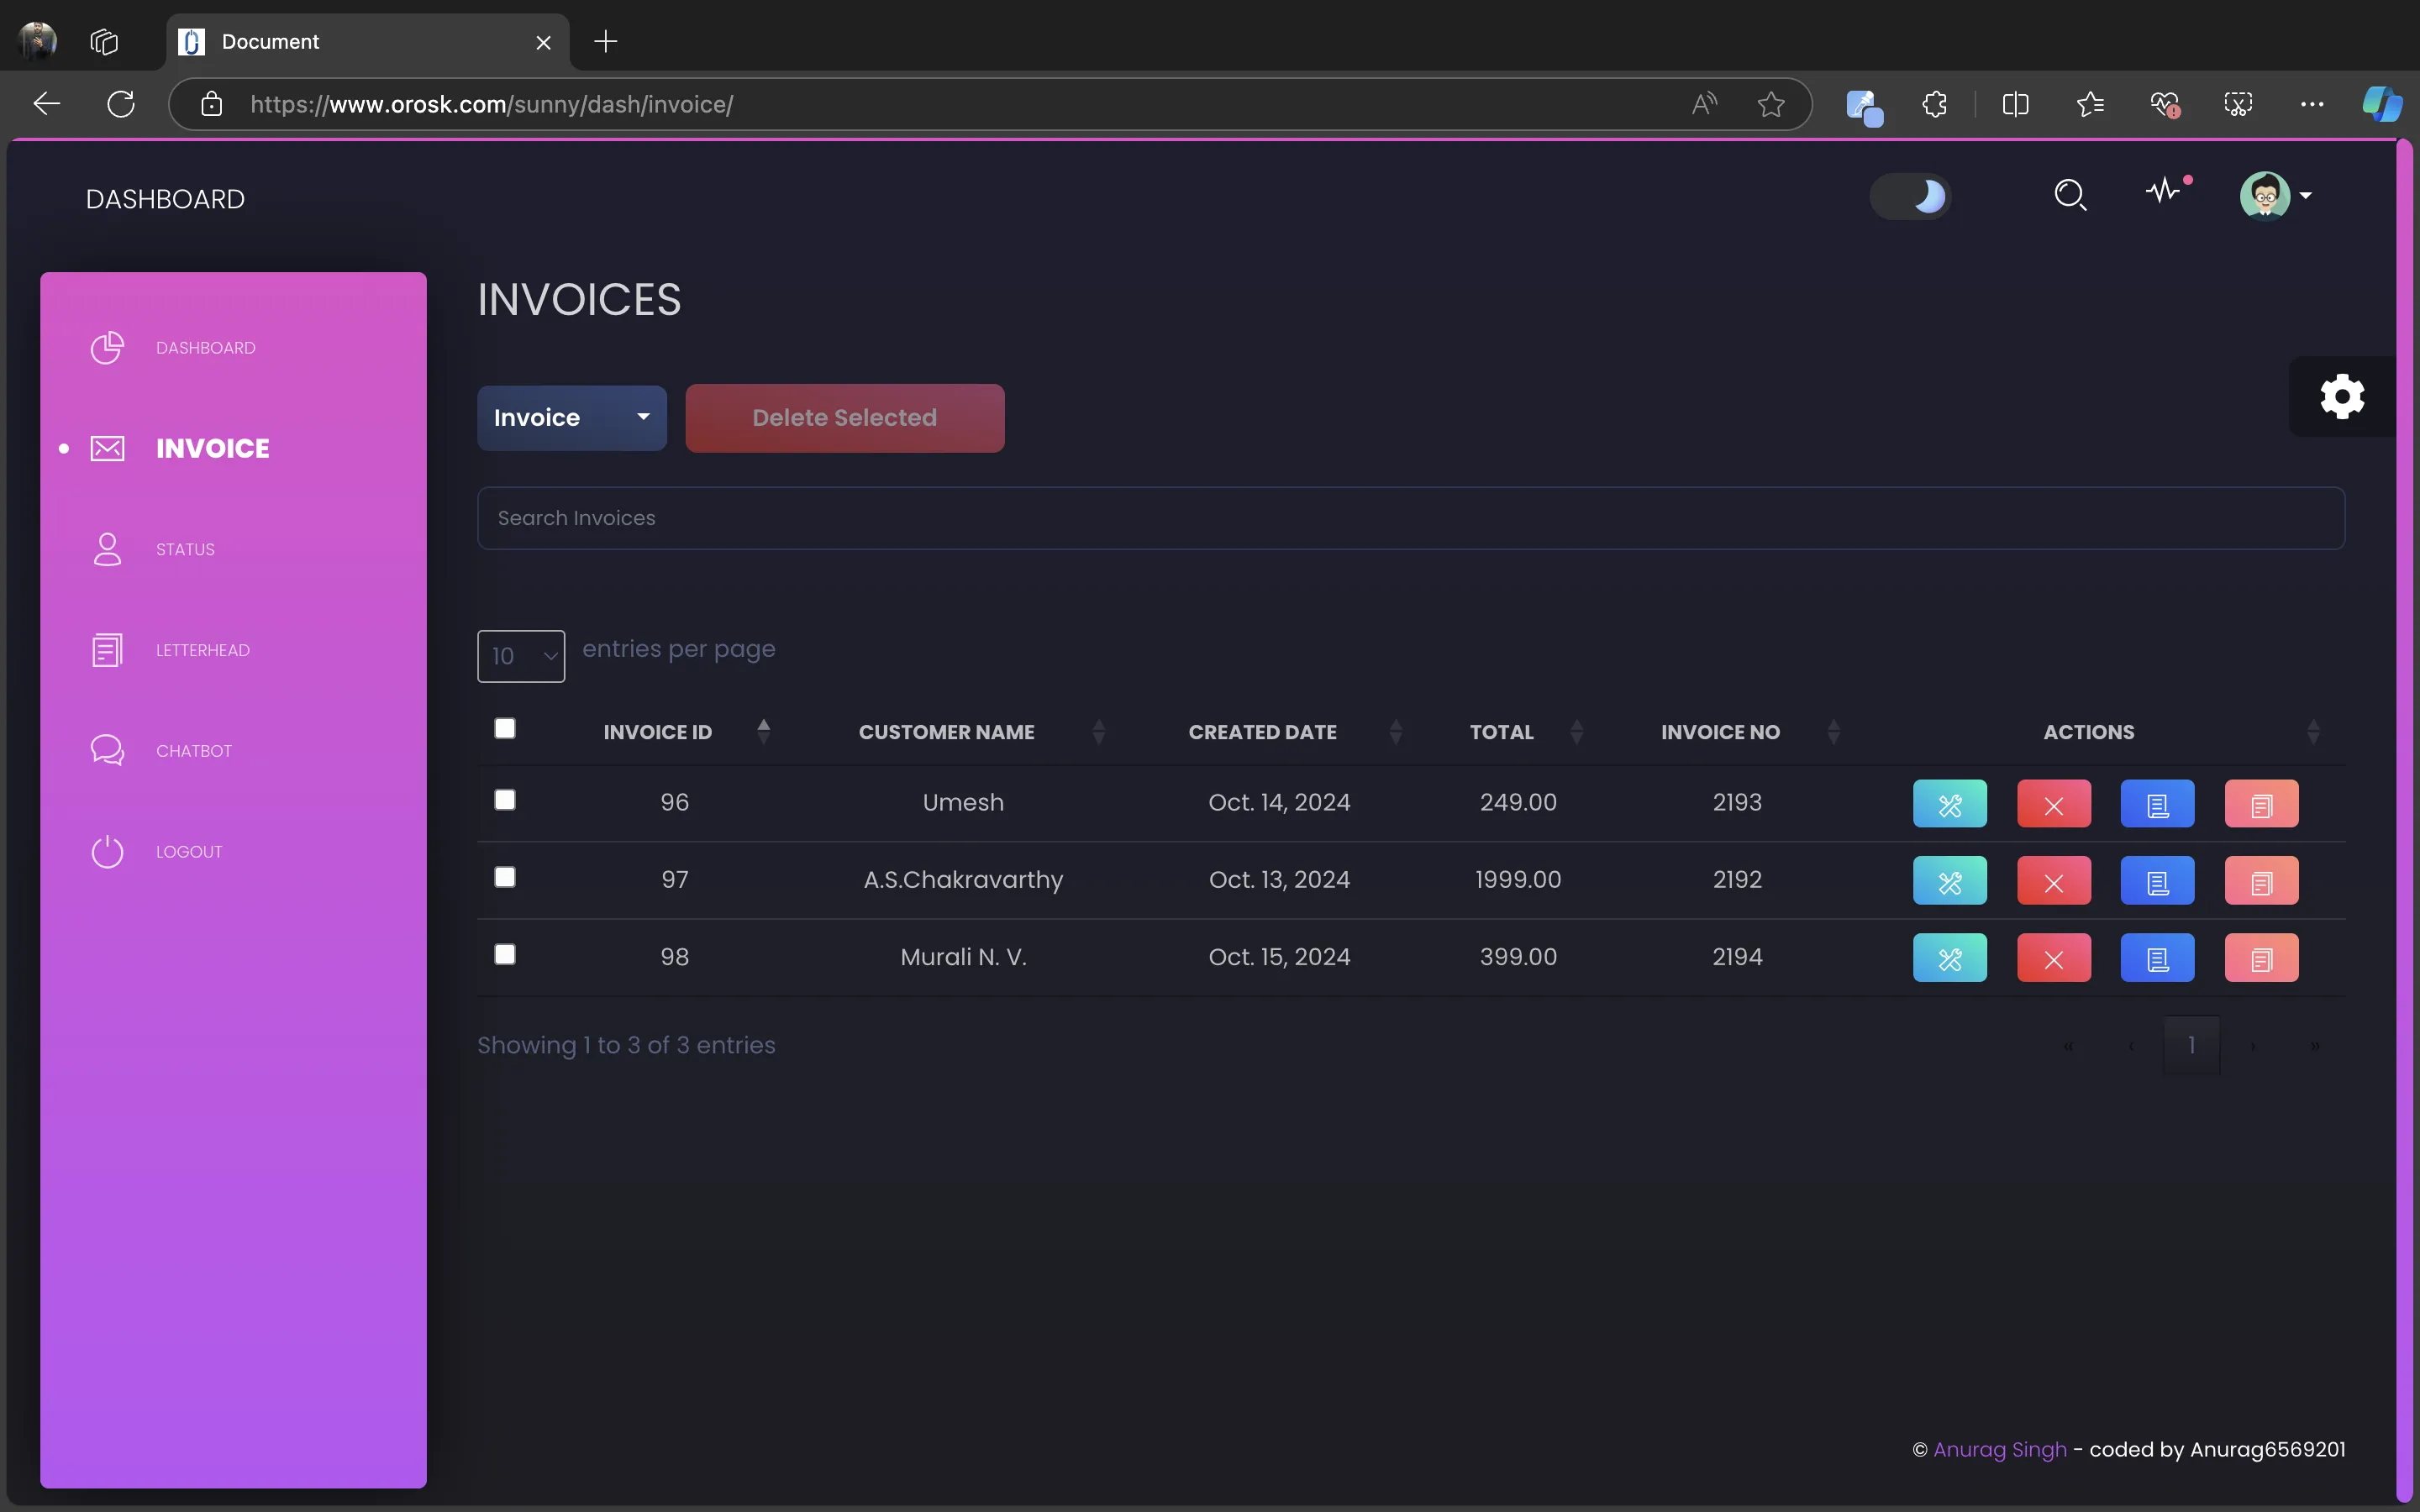 Document
https://www.orosk.com/sunny/dash/invoice/
DASHBOARD
DASHBOARD
INVOICE
STATUS
LETTERHEAD
CHATBOT
LOGOUT
INVOICES
Invoice
Delete Selected
Search Invoices
10 entries per page
INVOICE ID CUSTOMER NAME CREATED DATE TOTAL INVOICE NO ACTIONS
96 Umesh Oct. 14, 2024 249.00 2193
97 A.S.Chakravarthy Oct. 13, 2024 1999.00 2192
98 Murali N. V. Oct. 15, 2024 399.00 2194
Showing 1 to 3 of 3 entries
« ‹ 1 › »
© Anurag Singh - coded by Anurag6569201